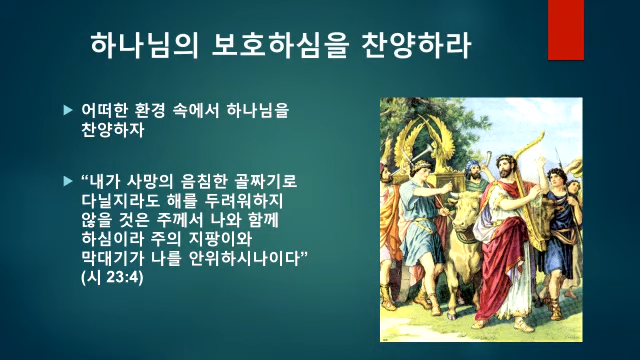 하나님의 보호하심을 찬양하라
어떠한 환경 속에서 하나님을
찬양하자
“내가 사망의 음침한 골짜기로
다닐지라도 해를 두려워하지
않을 것은 주께서 나와 함께
하심이라 주의 지팡이와
막대기가 나를 안위하시나이다”
(시 23:4)